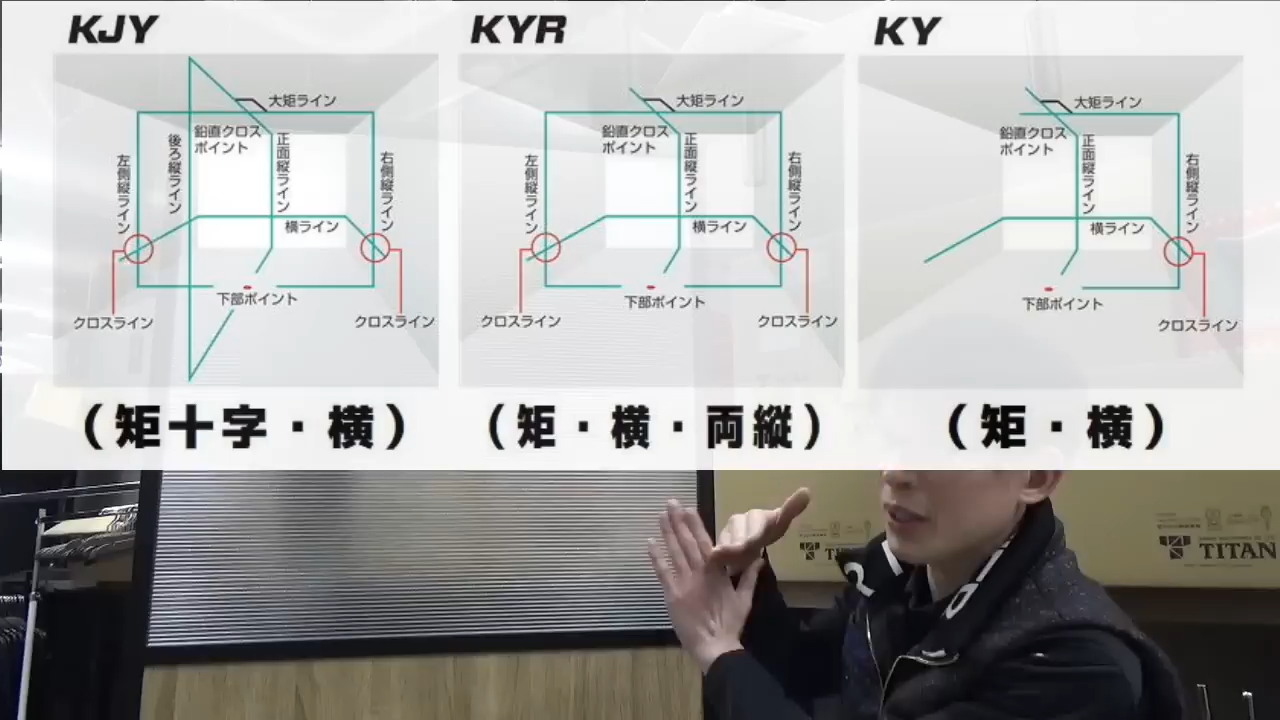 KJY
大矩ライン
鉛直クロス
ポイント
左側縦ライン
後ろ縦ライン
正面縦ライン
右側縦ライン
横ライン
下部ポイント
クロスライン
クロスライン
（矩十字・横）
KYR
大矩ライン
鉛直クロス
ポイント
左側縦ライン
正面縦ライン
右側縦ライン
横ライン
下部ポイント
クロスライン
クロスライン
（矩・横・両縦）
KY
大矩ライン
鉛直クロス
ポイント
正面縦ライン
右側縦ライン
横ライン
下部ポイント
クロスライン
（矩・横）
TITAN